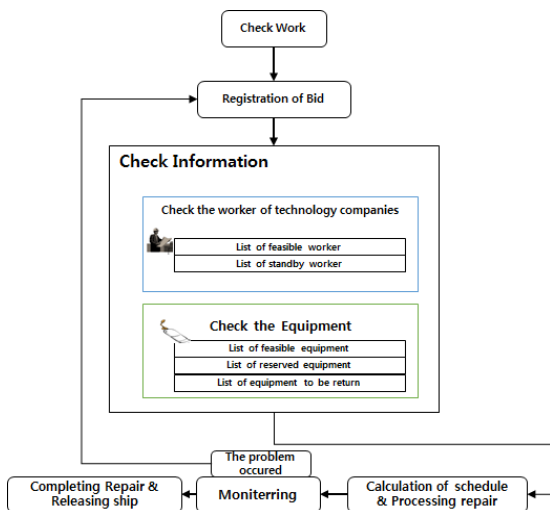 Check Work
Registration of Bid
Check Information
Check the worker of technology companies
List of feasible worker
List of standby worker
Check the Equipment
List of feasible equipment
List of reserved equipment
List of equipment to be return
The problem
occured
Completing Repair &
Releasing ship
Moniterring
Calculation of schedule
& Processing repair